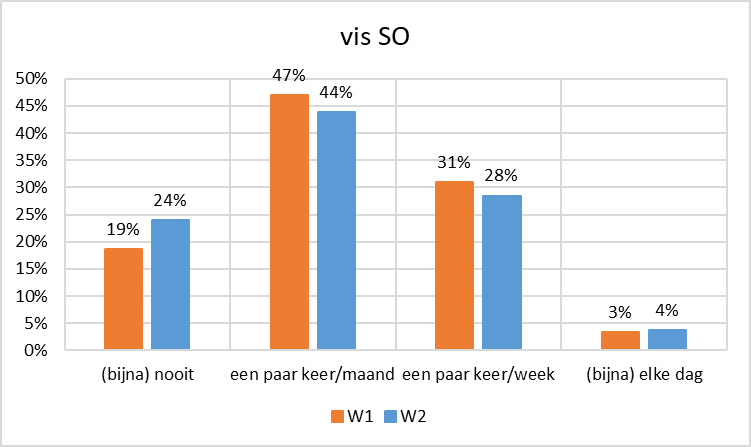 vis SO
50%
45%
40%
35%
30%
25%
20%
15%
10%
5%
0%
19%
24%
47%
44%
31%
28%
3%
4%
(bijna) nooit
een paar keer/maand
een paar keer/week
(bijna) elke dag
W1
W2